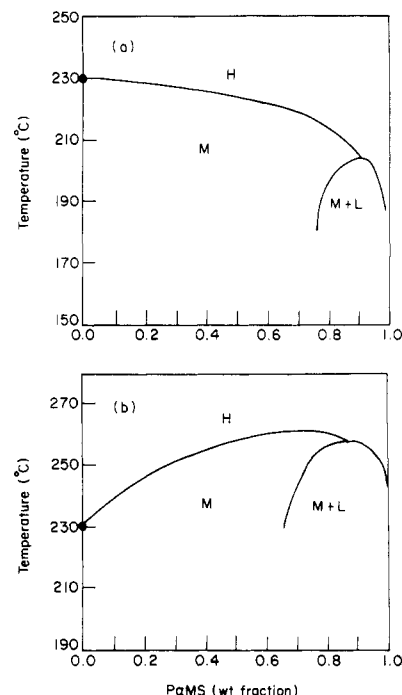 250
(a)
H
230
Temperature (°C)
210
M
190
M+L
170
150
0.0 0.2 0.4 0.6 0.8 1.0
(b)
270
H
250
Temperature (°C)
M
230
M+L
210
190
0.0 0.2 0.4 0.6 0.8 1.0
PαMS (wt fraction)